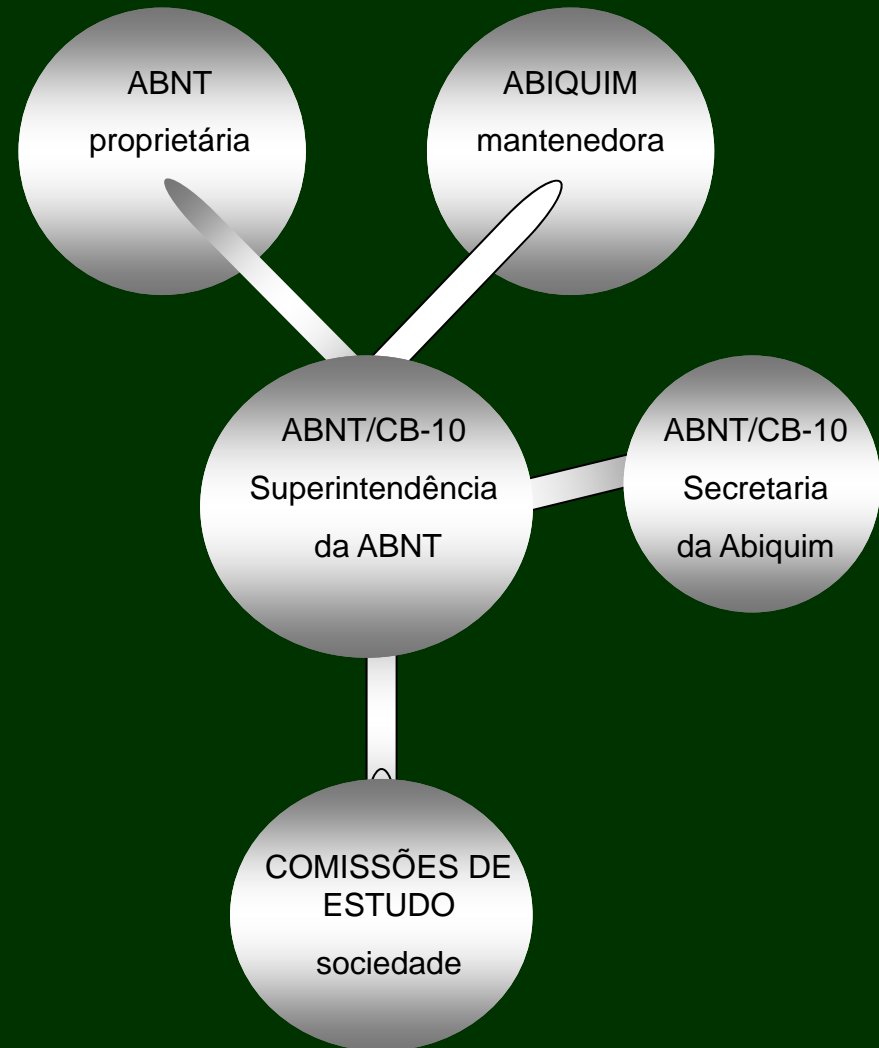 ABNT
proprietária
ABIQUIM
mantenedora
ABNT/CB-10
Superintendência
da ABNT
ABNT/CB-10
Secretaria
da Abiquim
COMISSÕES DE
ESTUDO
sociedade